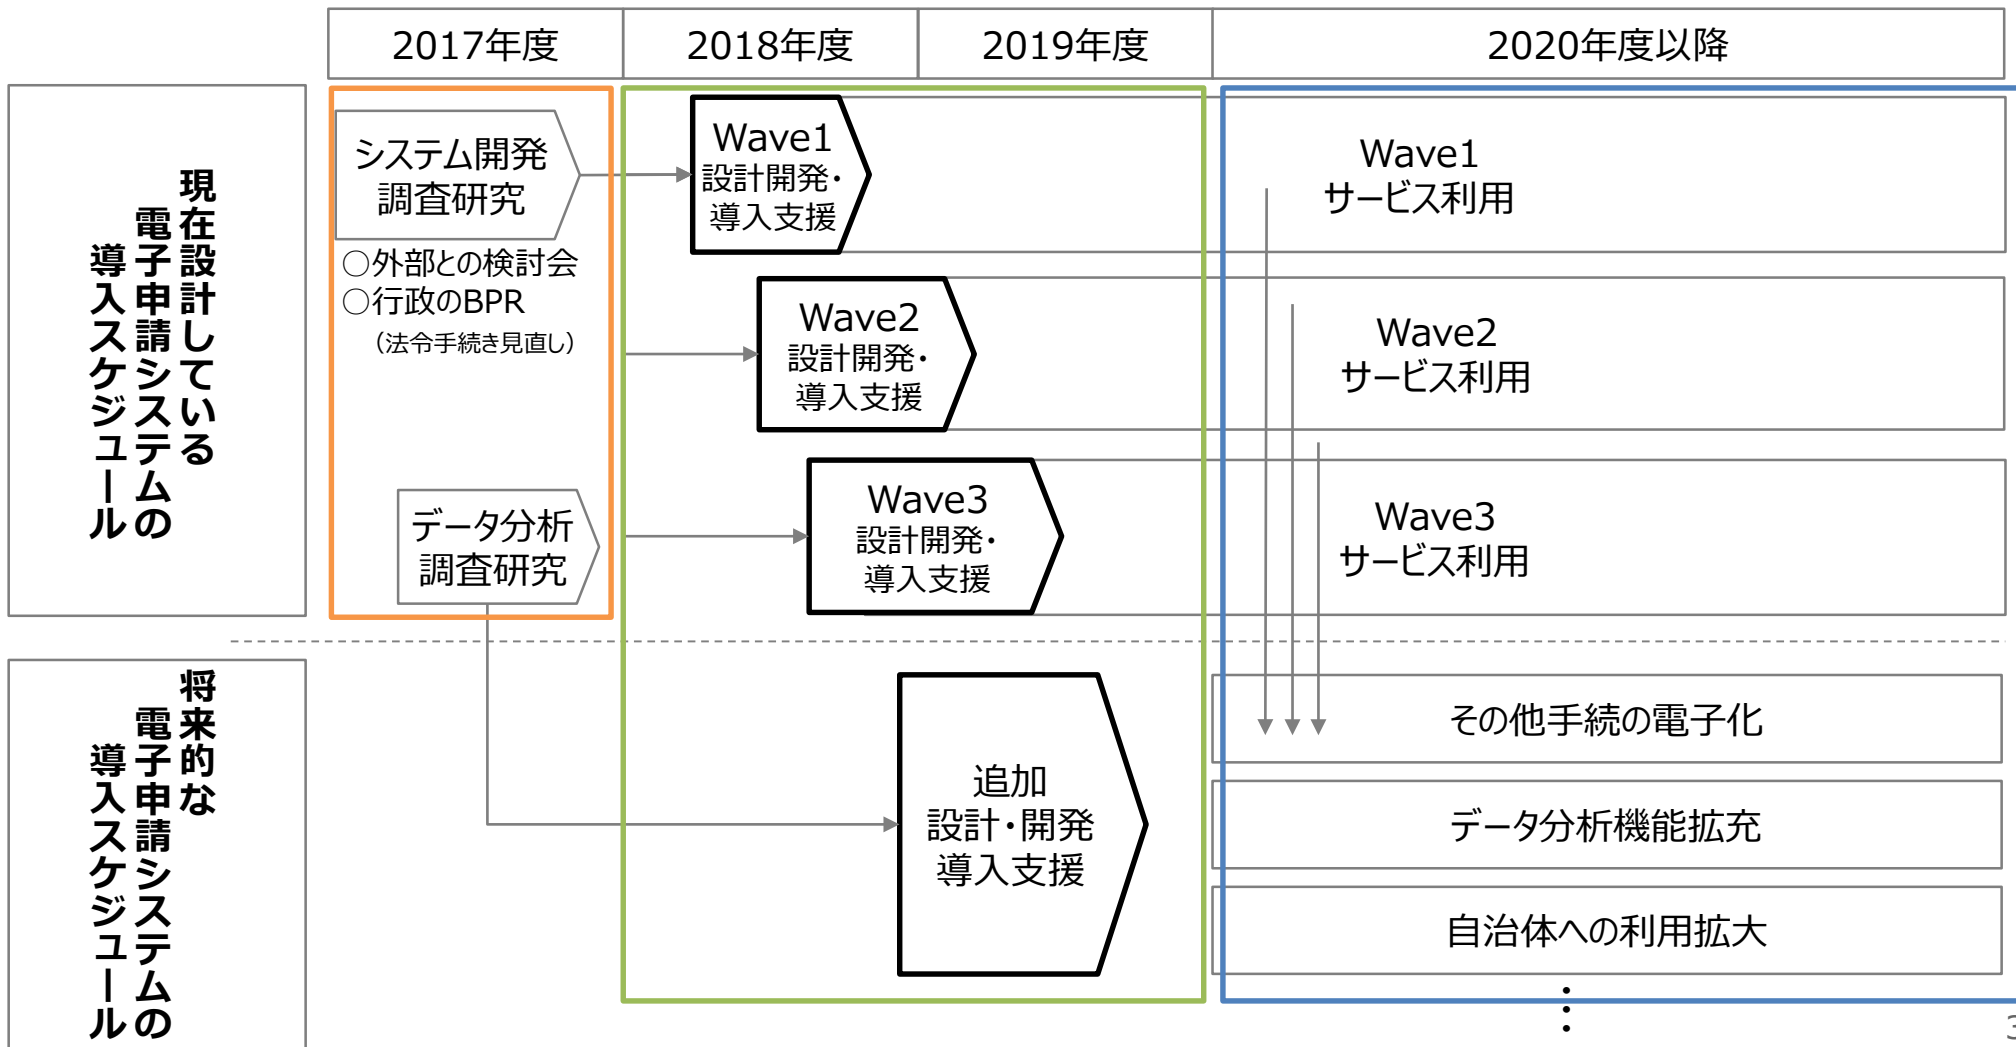 2017年度
2018年度
2019年度
2020年度以降
現在設計している
電子申請システムの
導入スケジュール
システム開発
調査研究
○外部との検討会
○行政のBPR
（法令手続き見直し）
データ分析
調査研究
Wave1
設計開発・
導入支援
Wave1
サービス利用
Wave2
設計開発・
導入支援
Wave2
サービス利用
Wave3
設計開発・
導入支援
Wave3
サービス利用
将来的な
電子申請システムの
導入スケジュール
追加
設計・開発
導入支援
その他手続の電子化
データ分析機能拡充
自治体への利用拡大
⋮
3